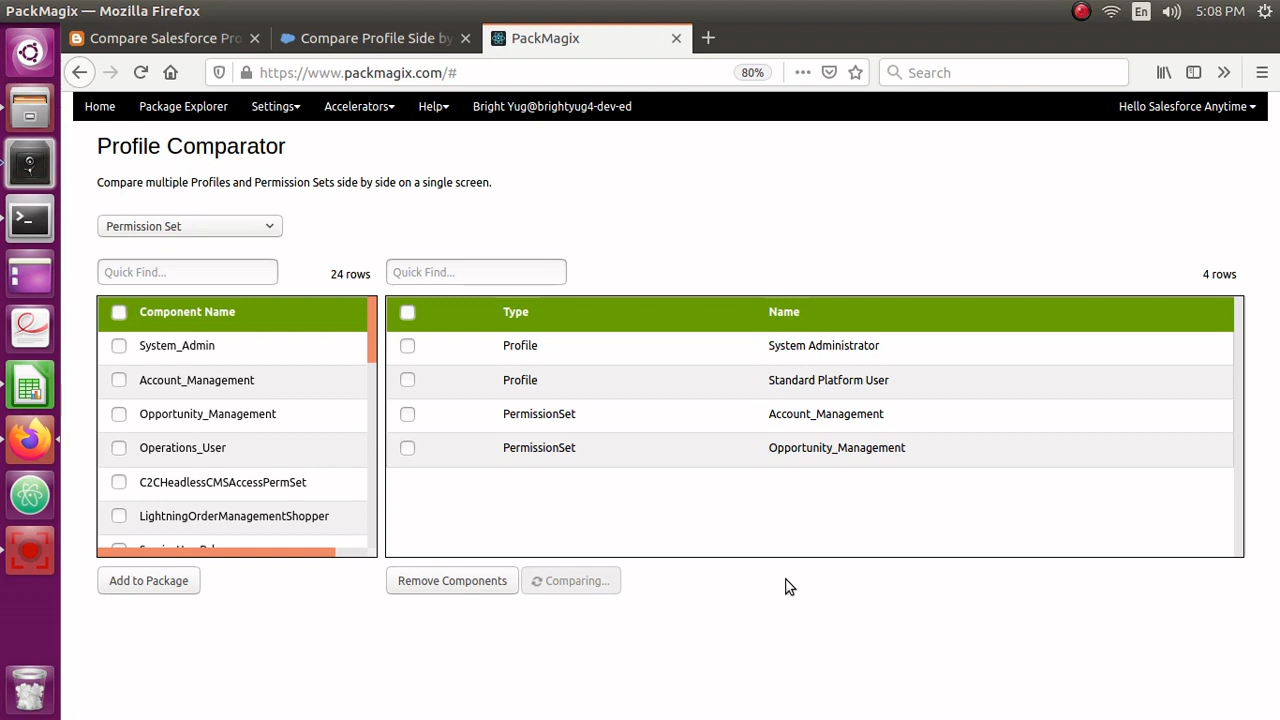 PackMagix — Mozilla Firefox
En
5:08 PM
Compare Salesforce Pro
Compare Profile Side by
PackMagix
https://www.packmagix.com/#
80%
Search
Home
Package Explorer
Settings
Accelerators
Help
Bright Yug@brightyug4-dev-ed
Hello Salesforce Anytime
Profile Comparator
Compare multiple Profiles and Permission Sets side by side on a single screen.
Permission Set
Quick Find...
24 rows
Quick Find...
4 rows
Component Name
System_Admin
Account_Management
Opportunity_Management
Operations_User
C2CHeadlessCMSAccessPermSet
LightningOrderManagementShopper
Type
Name
Profile
System Administrator
Profile
Standard Platform User
PermissionSet
Account_Management
PermissionSet
Opportunity_Management
Add to Package
Remove Components
Comparing...